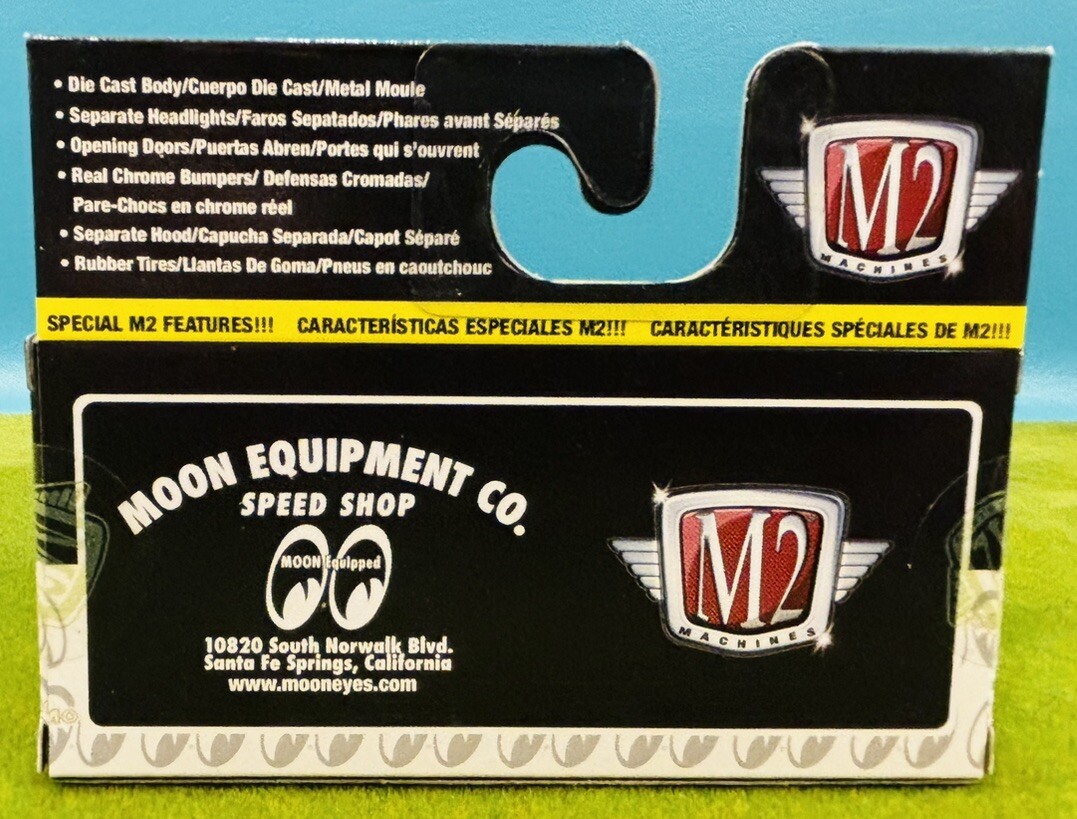 • Die Cast Body/Cuerpo Die Cast/Metal Moule
• Separate Headlights/Faros Sepatados/Phares avant Séparés
• Opening Doors/Puertas Abren/Portes qui s'ouvrent
• Real Chrome Bumpers/ Defensas Cromadas/
Pare-Chocs en chrome réel
• Separate Hood/Capucha Separada/Capot Séparé
• Rubber Tires/Llantas De Goma/Pneus en caoutchouc
M2
MACHINES
SPECIAL M2 FEATURES!!! CARACTERÍSTICAS ESPECIALES M2!!! CARACTÉRISTIQUES SPÉCIALES DE M2!!!
MOON EQUIPMENT CO.
SPEED SHOP
MOON Equipped
10820 South Norwalk Blvd.
Santa Fe Springs, California
www.mooneyes.com
M2
MACHINES